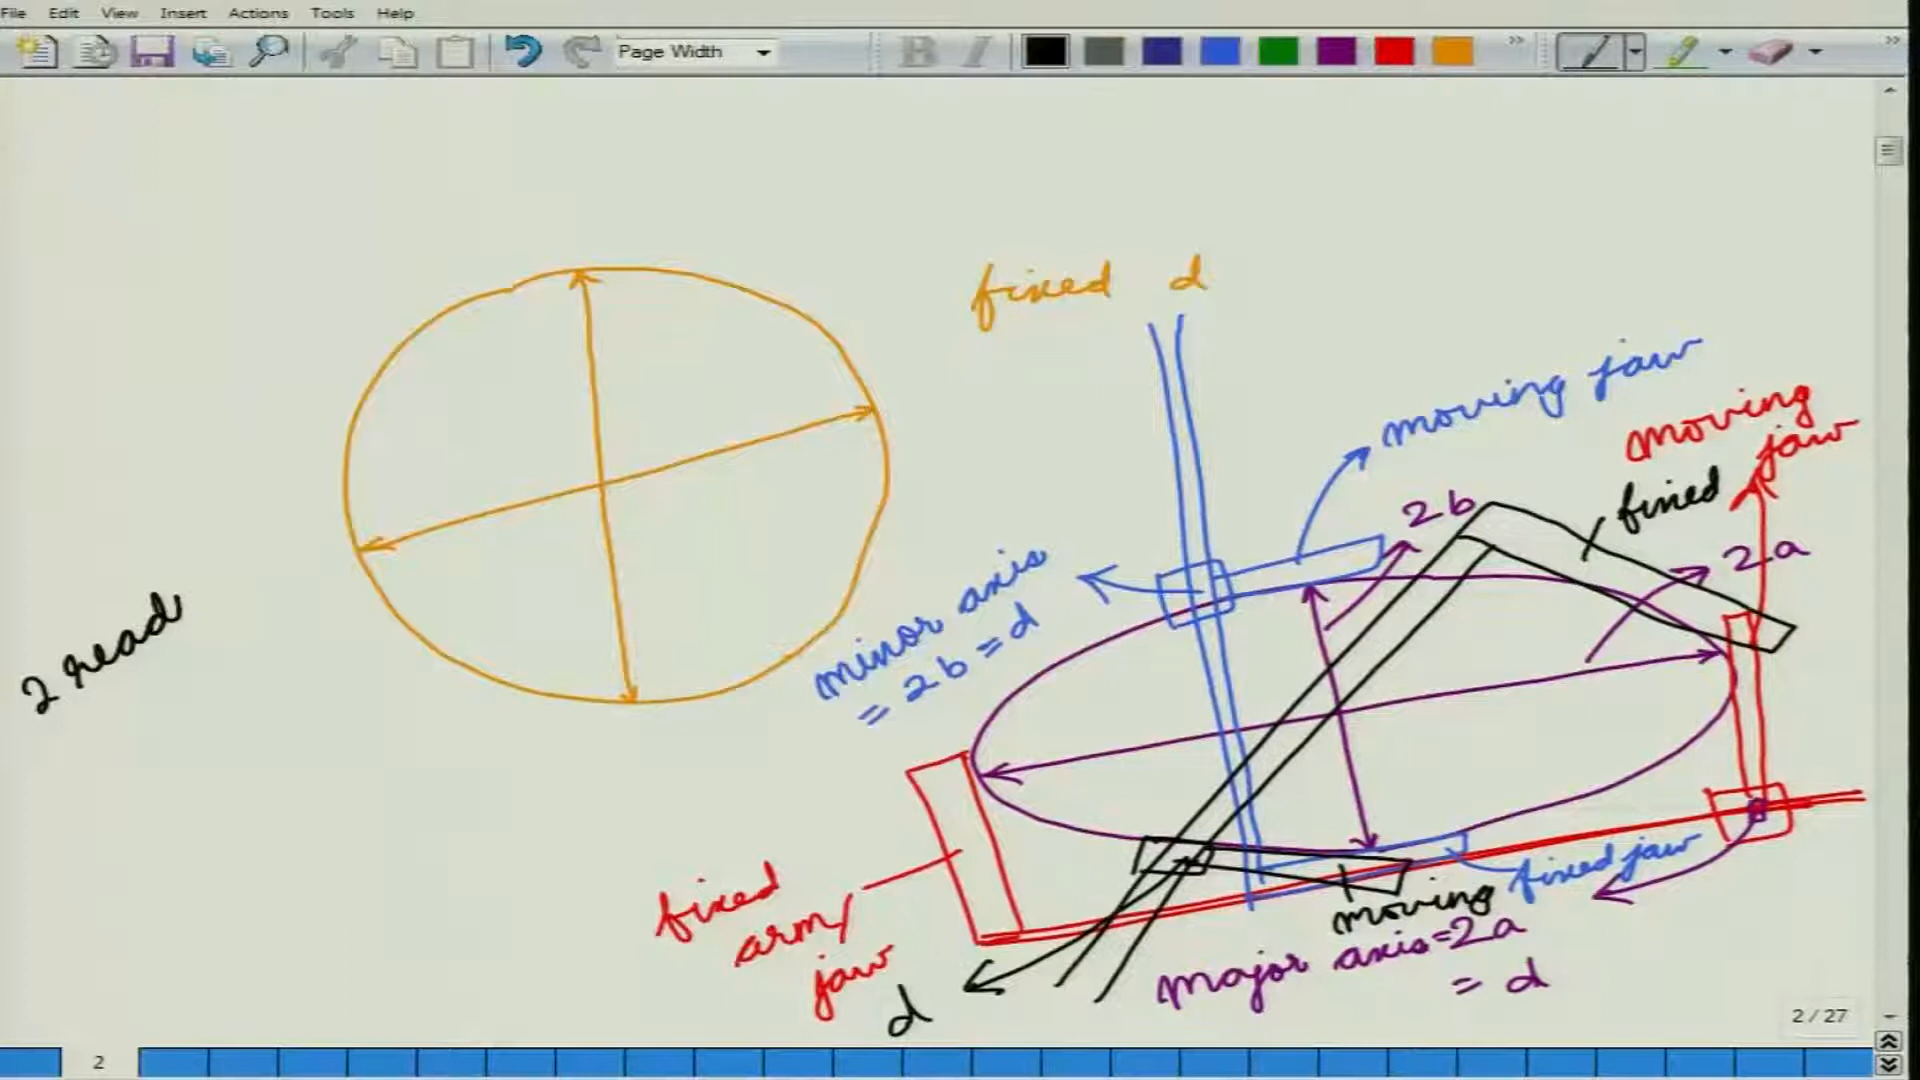 File Edit View Insert Actions Tools Help
Page Width
B I
fixed d
moving jaw
moving
jaw
fixed
2b
2a
minor axis
= 2b = d
2 read
fixed jaw
fixed
arm/
jaw
moving
major axis=2a
= d
d
2 / 27
2